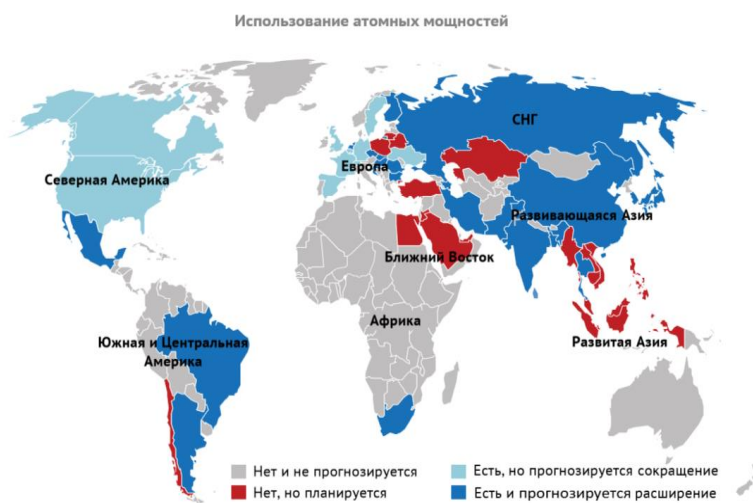 Использование атомных мощностей
СНГ
Европа
Северная Америка
Развивающаяся Азия
Ближний Восток
Африка
Южная и Центральная
Америка
Развитая Азия
Нет и не прогнозируется
Есть, но прогнозируется сокращение
Нет, но планируется
Есть и прогнозируется расширение